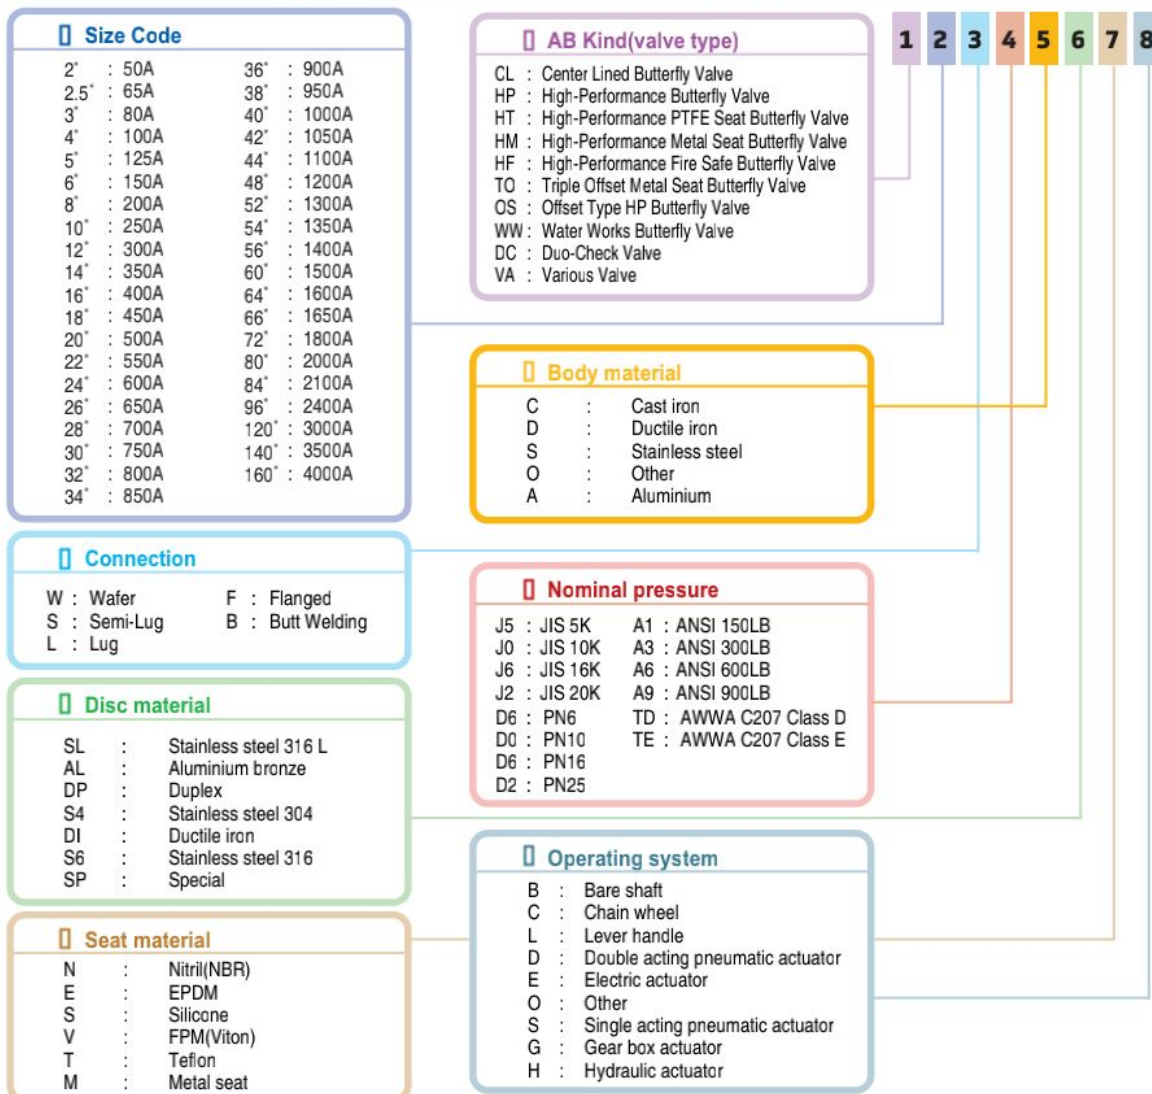 1 2 3 4 5 6 7 8
Size Code
2" : 50A
2.5" : 65A
3" : 80A
4" : 100A
5" : 125A
6" : 150A
8" : 200A
10" : 250A
12" : 300A
14" : 350A
16" : 400A
18" : 450A
20" : 500A
22" : 550A
24" : 600A
26" : 650A
28" : 700A
30" : 750A
32" : 800A
34" : 850A
36" : 900A
38" : 950A
40" : 1000A
42" : 1050A
44" : 1100A
48" : 1200A
52" : 1300A
54" : 1350A
56" : 1400A
60" : 1500A
64" : 1600A
66" : 1650A
72" : 1800A
80" : 2000A
84" : 2100A
96" : 2400A
120" : 3000A
140" : 3500A
160" : 4000A
AB Kind(valve type)
CL : Center Lined Butterfly Valve
HP : High-Performance Butterfly Valve
HT : High-Performance PTFE Seat Butterfly Valve
HM : High-Performance Metal Seat Butterfly Valve
HF : High-Performance Fire Safe Butterfly Valve
TO : Triple Offset Metal Seat Butterfly Valve
OS : Offset Type HP Butterfly Valve
WW : Water Works Butterfly Valve
DC : Duo-Check Valve
VA : Various Valve
Body material
C : Cast iron
D : Ductile iron
S : Stainless steel
O : Other
A : Aluminium
Connection
W : Wafer
S : Semi-Lug
L : Lug
F : Flanged
B : Butt Welding
Nominal pressure
J5 : JIS 5K
J0 : JIS 10K
J6 : JIS 16K
J2 : JIS 20K
D6 : PN6
D0 : PN10
D6 : PN16
D2 : PN25
A1 : ANSI 150LB
A3 : ANSI 300LB
A6 : ANSI 600LB
A9 : ANSI 900LB
TD : AWWA C207 Class D
TE : AWWA C207 Class E
Disc material
SL : Stainless steel 316 L
AL : Aluminium bronze
DP : Duplex
S4 : Stainless steel 304
DI : Ductile iron
S6 : Stainless steel 316
SP : Special
Operating system
B : Bare shaft
C : Chain wheel
L : Lever handle
D : Double acting pneumatic actuator
E : Electric actuator
O : Other
S : Single acting pneumatic actuator
G : Gear box actuator
H : Hydraulic actuator
Seat material
N : Nitril(NBR)
E : EPDM
S : Silicone
V : FPM(Viton)
T : Teflon
M : Metal seat